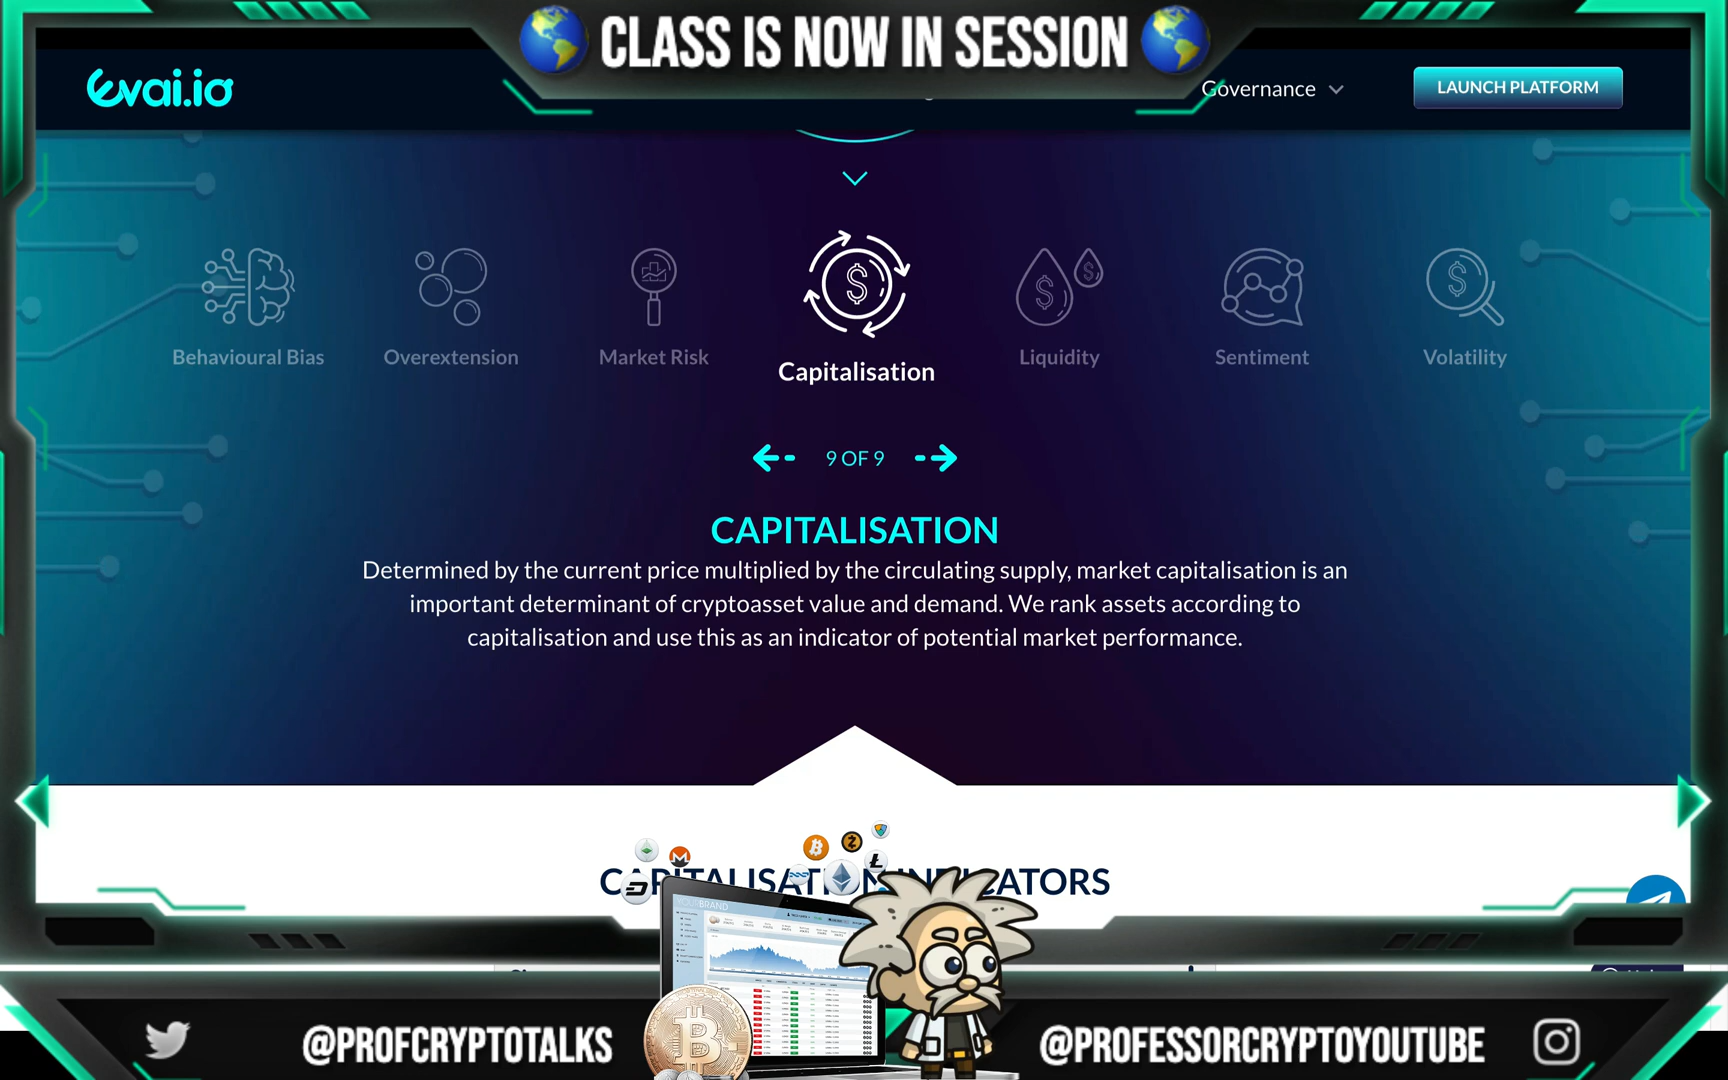 CLASS IS NOW IN SESSION
evai.io
Governance
LAUNCH PLATFORM
Behavioural Bias
Overextension
Market Risk
Capitalisation
Liquidity
Sentiment
Volatility
9 OF 9
CAPITALISATION
Determined by the current price multiplied by the circulating supply, market capitalisation is an
important determinant of cryptoasset value and demand. We rank assets according to
capitalisation and use this as an indicator of potential market performance.
CAPITALISATION INDICATORS
YOURBRAND
@PROFCRYPTOTALKS
@PROFESSORCRYPTOYOUTUBE